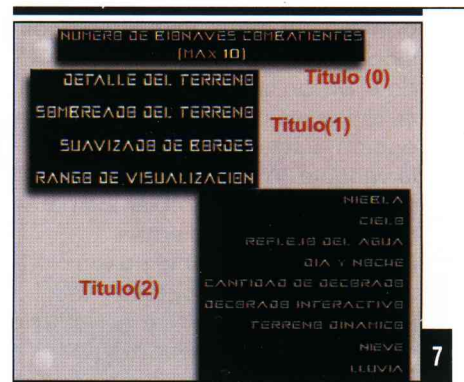 NUMERO DE BIONAVES COMBATIENTES
(MAX 10)
DETALLE DEL TERRENO
Titulo (0)
SOMBREADO DEL TERRENO
Titulo(1)
SUAVIZADO DE BORDES
RANGO DE VISUALIZACION
NIEBLA
CIELO
REFLEJO DEL AGUA
DIA Y NOCHE
Titulo(2)
CANTIDAD DE DECORADO
DECORADO INTERACTIVO
TERRENO DINAMICO
NIEVE
LLUVIA
7